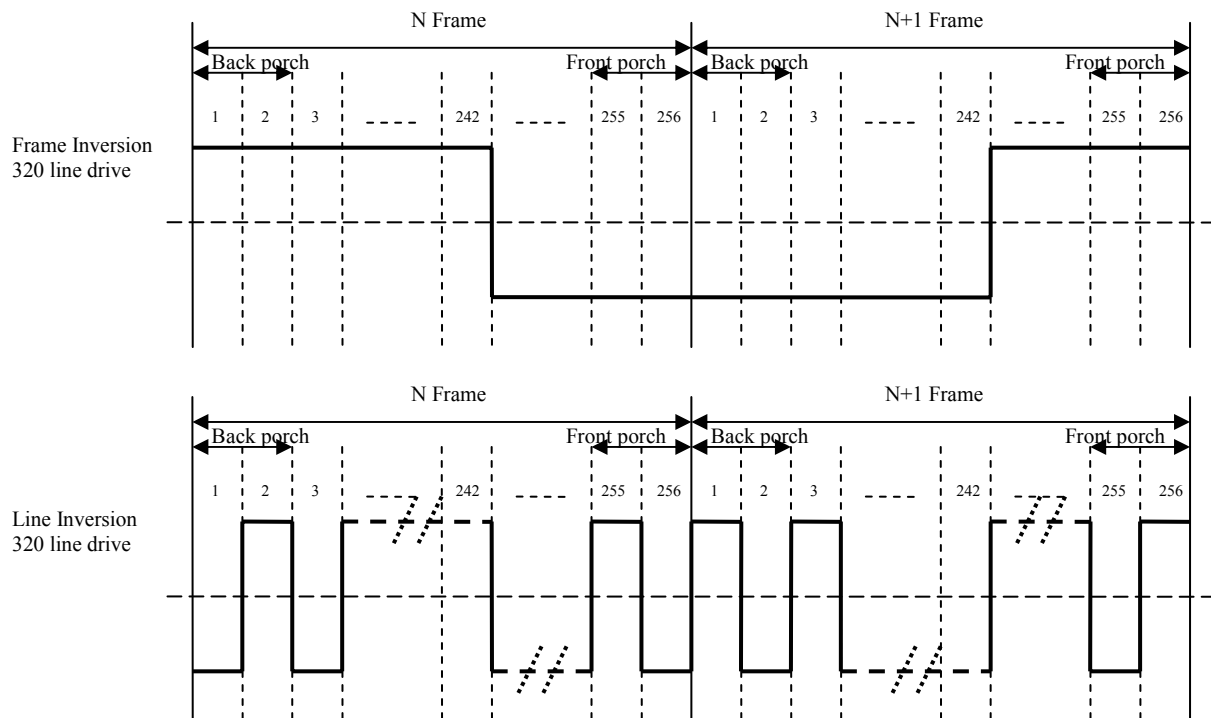 N Frame N+1 Frame
Back porch Front porch Back porch Front porch
1 2 3 ----- 242 ----- 255 256 1 2 3 ----- 242 ----- 255 256
Frame Inversion
320 line drive
N Frame N+1 Frame
Back porch Front porch Back porch Front porch
1 2 3 ----- 242 ----- 255 256 1 2 3 ----- 242 ----- 255 256
Line Inversion
320 line drive